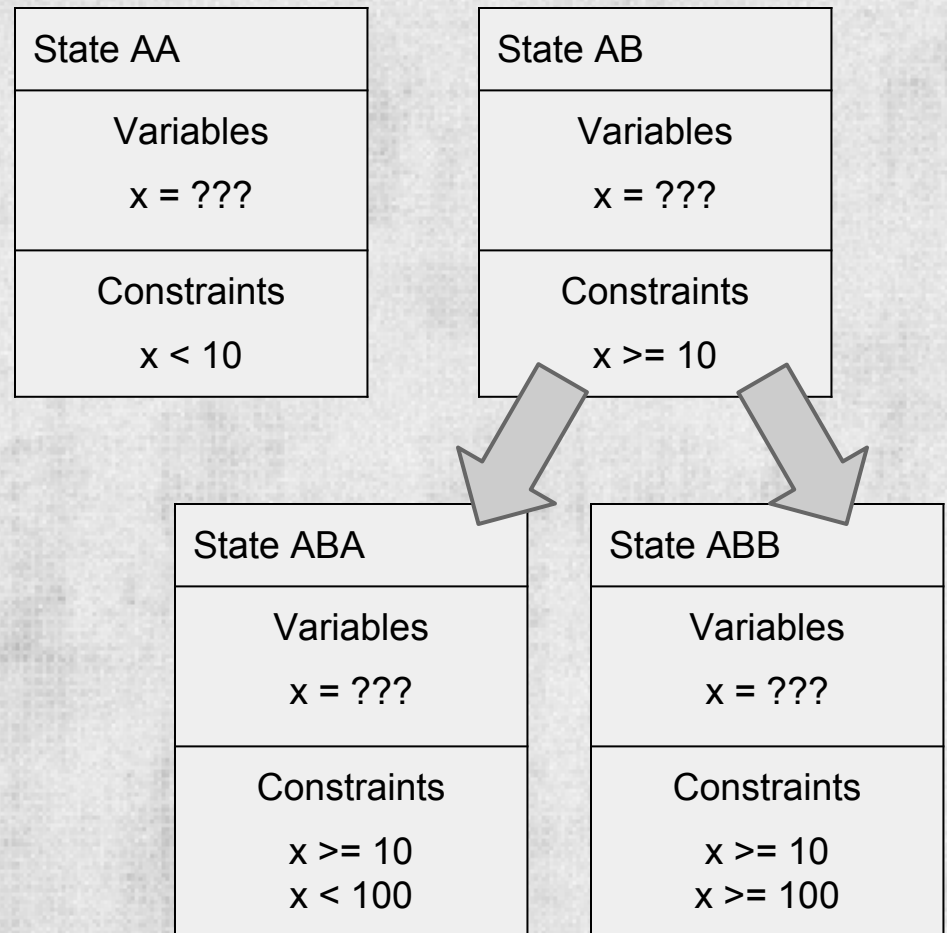 State AA
Variables
x = ???
Constraints
x < 10
State AB
Variables
x = ???
Constraints
x >= 10
State ABA
Variables
x = ???
Constraints
x >= 10
x < 100
State ABB
Variables
x = ???
Constraints
x >= 10
x >= 100